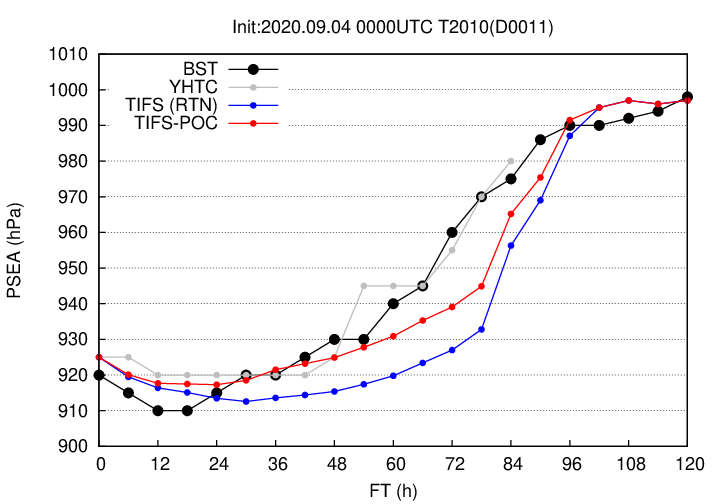 Init:2020.09.04 0000UTC T2010(D0011)
1010
1000
990
980
970
960
950
940
930
920
910
900
PSEA (hPa)
BST
YHTC
TIFS (RTN)
TIFS-POC
0 12 24 36 48 60 72 84 96 108 120
FT (h)